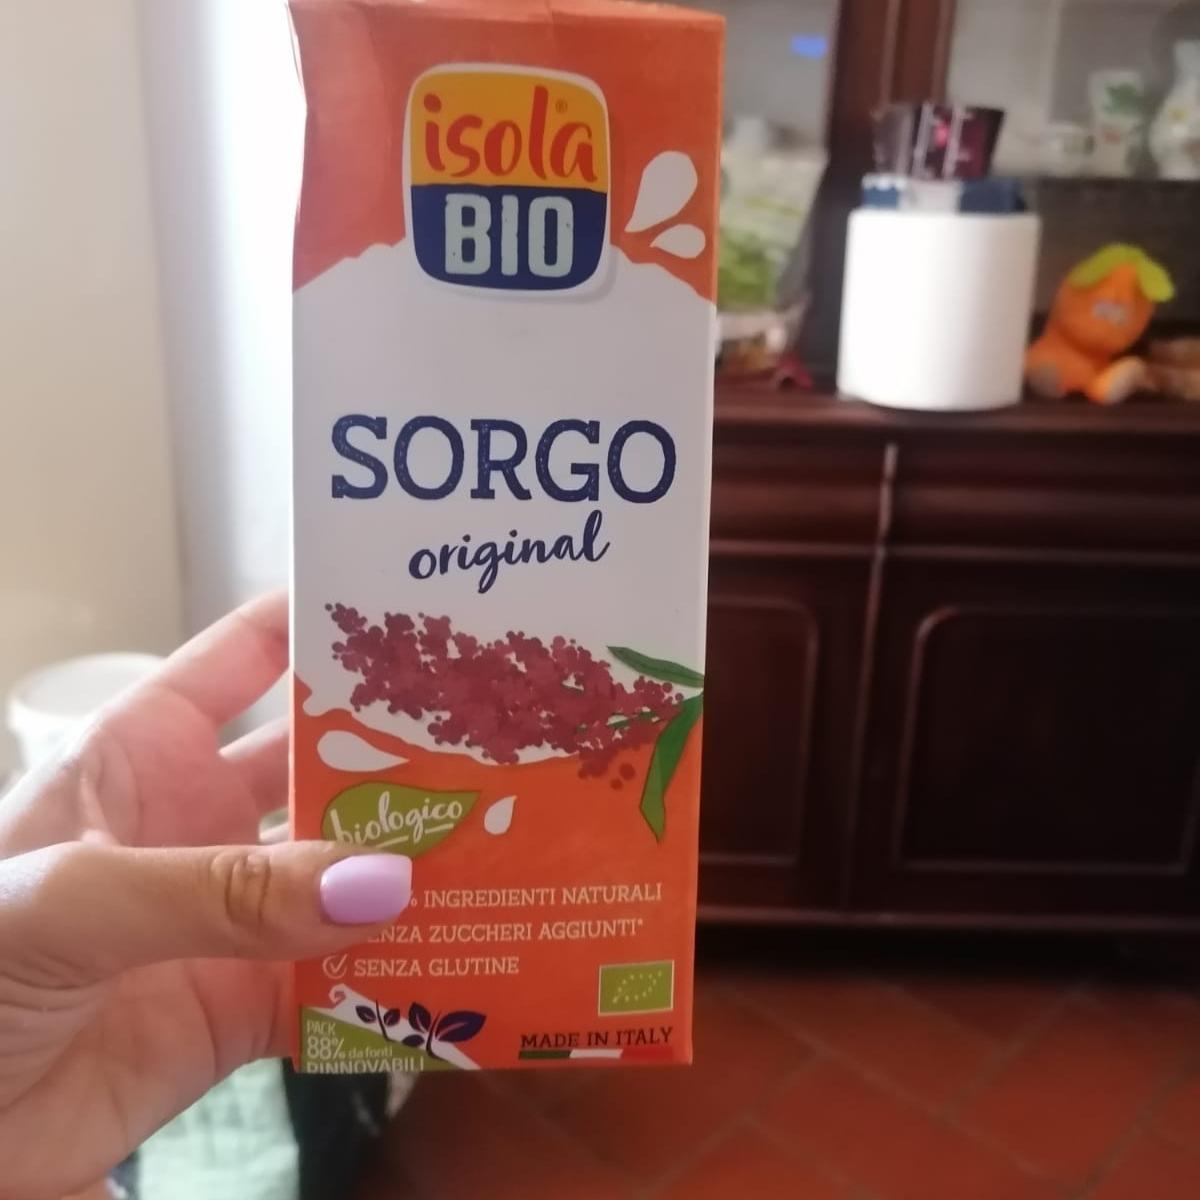 isola®
BIO
SORGO
original
biologico
% INGREDIENTI NATURALI
ENZA ZUCCHERI AGGIUNTI*
SENZA GLUTINE
PACK
88% da fonti
RINNOVABILI
MADE IN ITALY